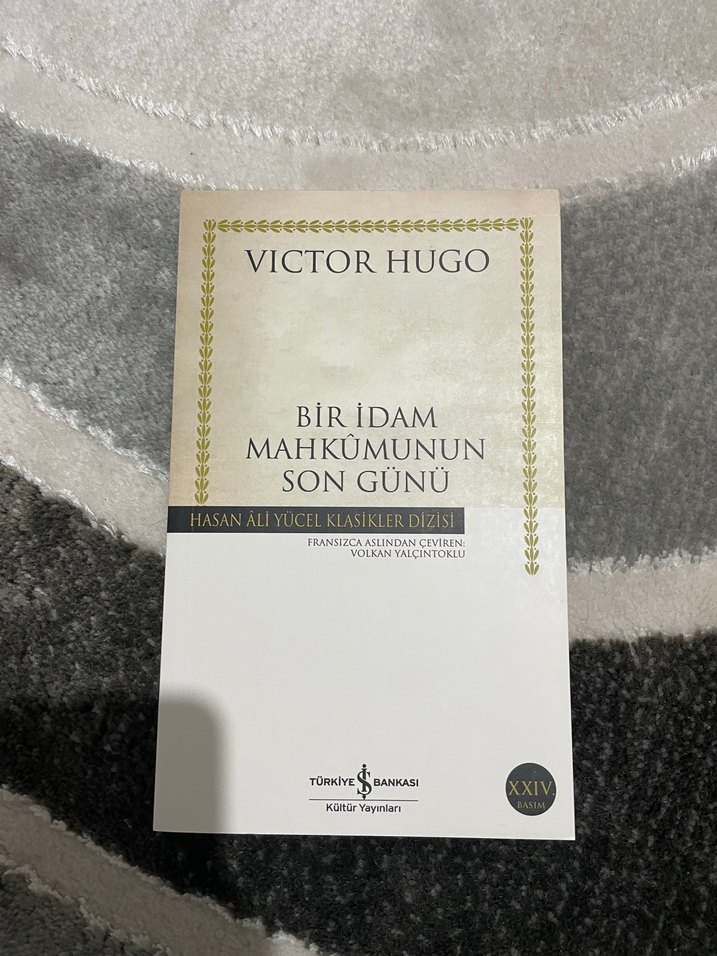 VICTOR HUGO
BİR İDAM
MAHKÛMUNUN
SON GÜNÜ
HASAN ÂLİ YÜCEL KLASİKLER DİZİSİ
FRANSIZCA ASLINDAN ÇEVİREN:
VOLKAN YALÇINTOKLU
TÜRKİYE İŞ BANKASI
Kültür Yayınları
XXIV.
BASIM